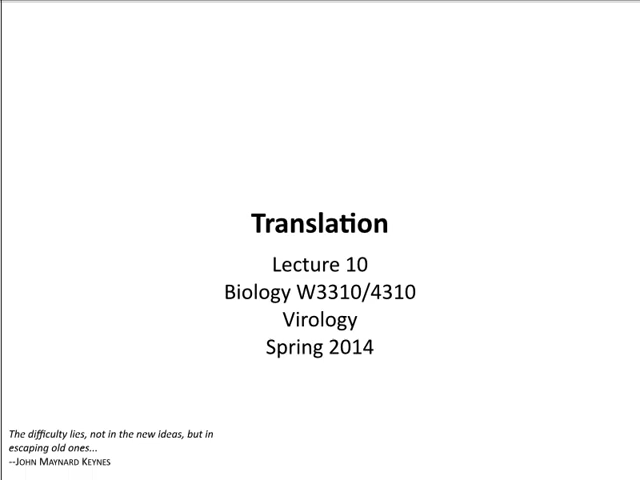 Translation
Lecture 10
Biology W3310/4310
Virology
Spring 2014
The difficulty lies, not in the new ideas, but in
escaping old ones...
--John Maynard Keynes